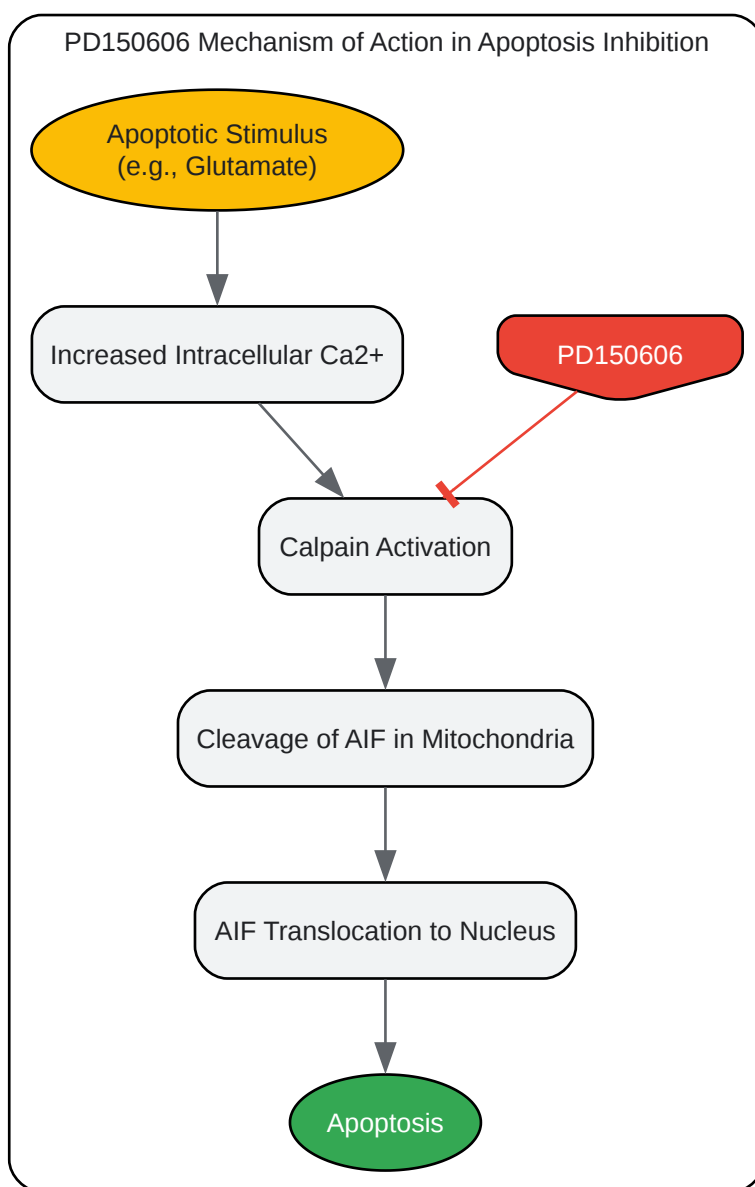 PD150606 Mechanism of Action in Apoptosis Inhibition
Apoptotic Stimulus
(e.g., Glutamate)
Increased Intracellular Ca2+
PD150606
Calpain Activation
Cleavage of AIF in Mitochondria
AIF Translocation to Nucleus
Apoptosis